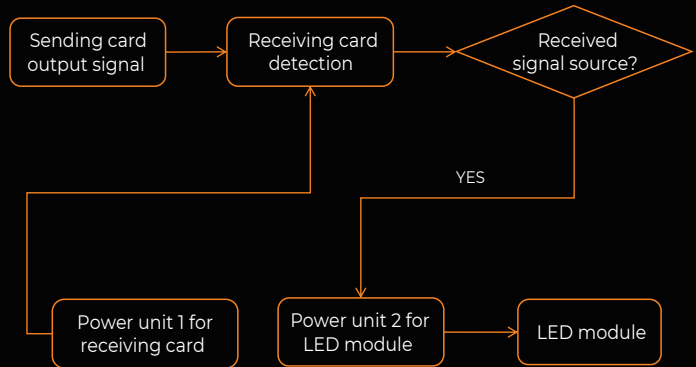 Sending card
output signal
Receiving card
detection
Received
signal source?
YES
Power unit 1 for
receiving card
Power unit 2 for
LED module
LED module